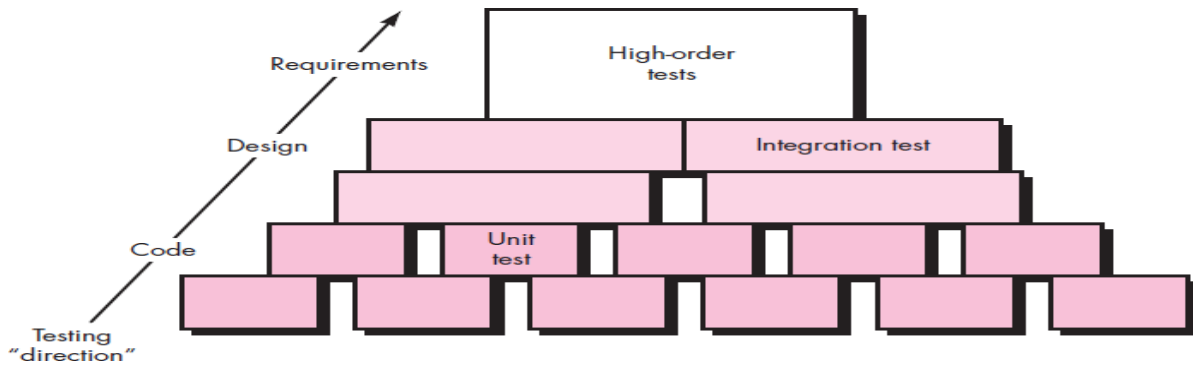 High-order
tests
Requirements
Design
Integration test
Code
Unit
test
Testing
“direction”